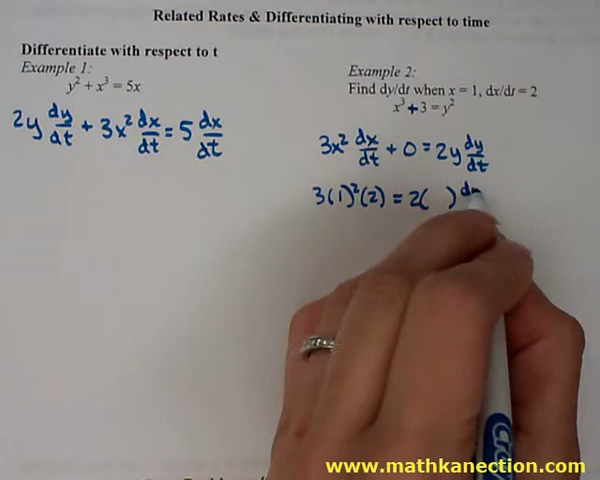 Related Rates & Differentiating with respect to time
Differentiate with respect to t
Example 1:
y² + x³ = 5x
2y dy/dt + 3x² dx/dt = 5 dx/dt
Example 2:
Find dy/dt when x = 1, dx/dt = 2
x³ + 3 = y²
3x² dx/dt + 0 = 2y dy/dt
3(1)²(2) = 2( )
www.mathkanection.com